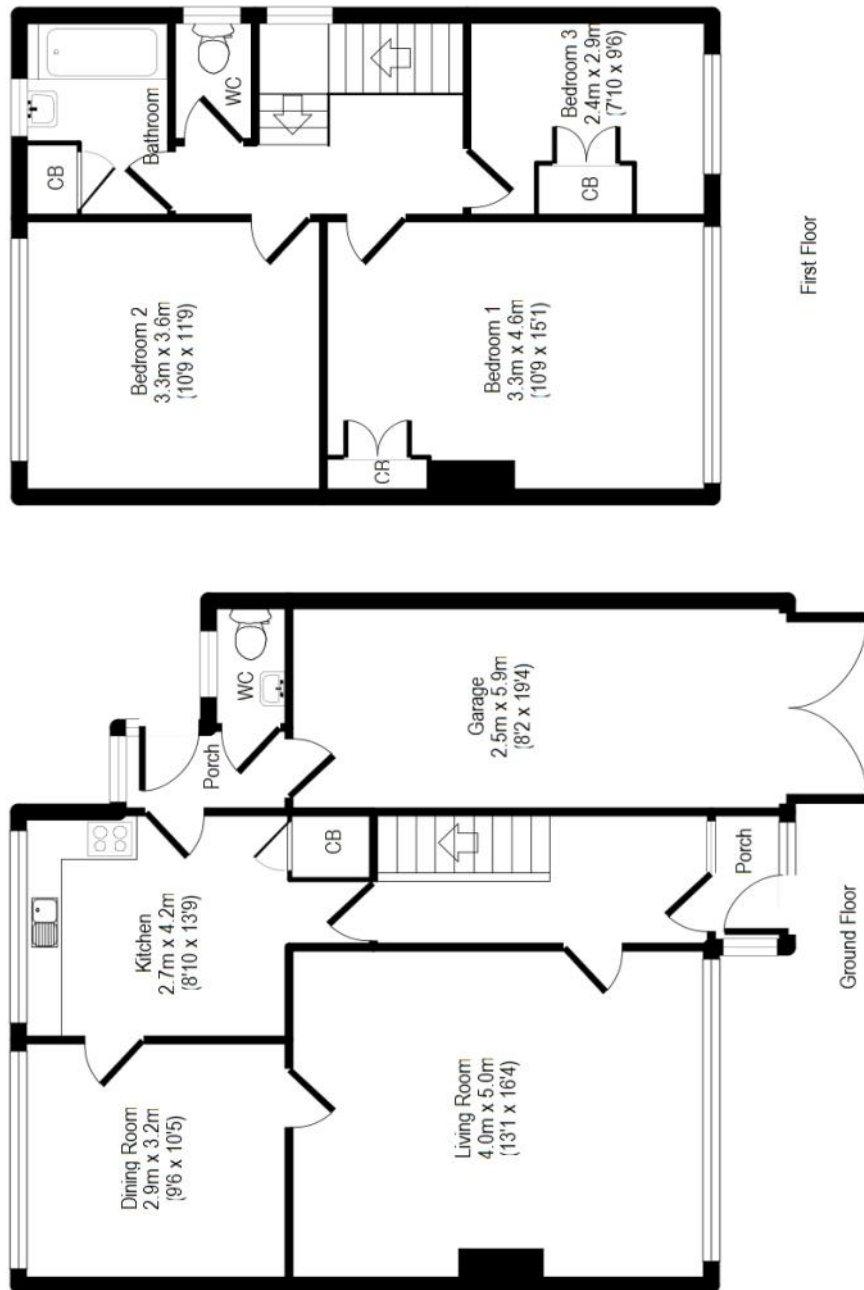 Dining Room
2.9m x 3.2m
(9'6 x 10'5)
Kitchen
2.7m x 4.2m
(8'10 x 13'9)
Porch
WC
CB
Living Room
4.0m x 5.0m
(13'1 x 16'4)
Garage
2.5m x 5.9m
(8'2 x 19'4)
Porch
Ground Floor
Bedroom 2
3.3m x 3.6m
(10'9 x 11'9)
CB
Bathroom
WC
Bedroom 1
3.3m x 4.6m
(10'9 x 15'1)
CB
Bedroom 3
2.4m x 2.9m
(7'10 x 9'6)
CB
First Floor